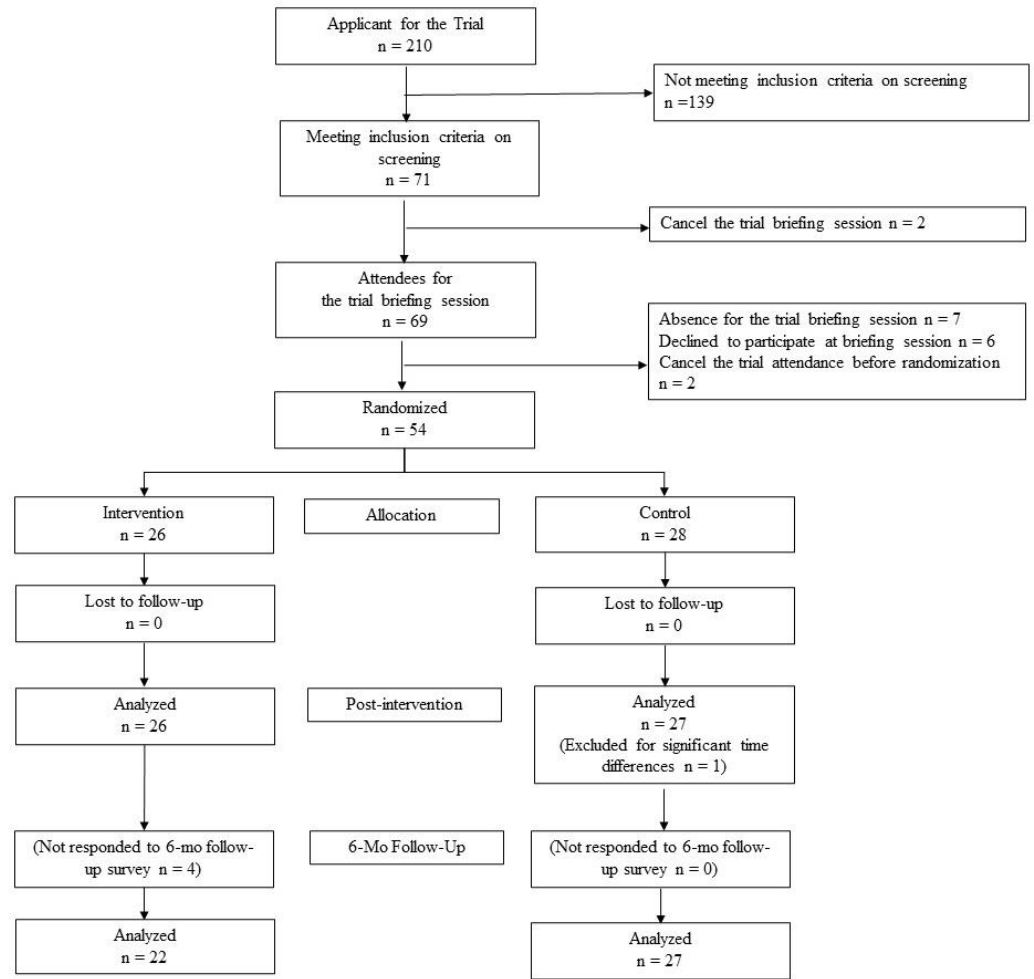 Applicant for the Trial
n = 210
Not meeting inclusion criteria on screening
n =139
Meeting inclusion criteria on
screening
n = 71
Cancel the trial briefing session n = 2
Attendees for
the trial briefing session
n = 69
Absence for the trial briefing session n = 7
Declined to participate at briefing session n = 6
Cancel the trial attendance before randomization
n = 2
Randomized
n = 54
Intervention
n = 26
Allocation
Control
n = 28
Lost to follow-up
n = 0
Lost to follow-up
n = 0
Analyzed
n = 26
Post-intervention
Analyzed
n = 27
(Excluded for significant time
differences n = 1)
(Not responded to 6-mo follow-
up survey n = 4)
6-Mo Follow-Up
(Not responded to 6-mo follow-
up survey n = 0)
Analyzed
n = 22
Analyzed
n = 27